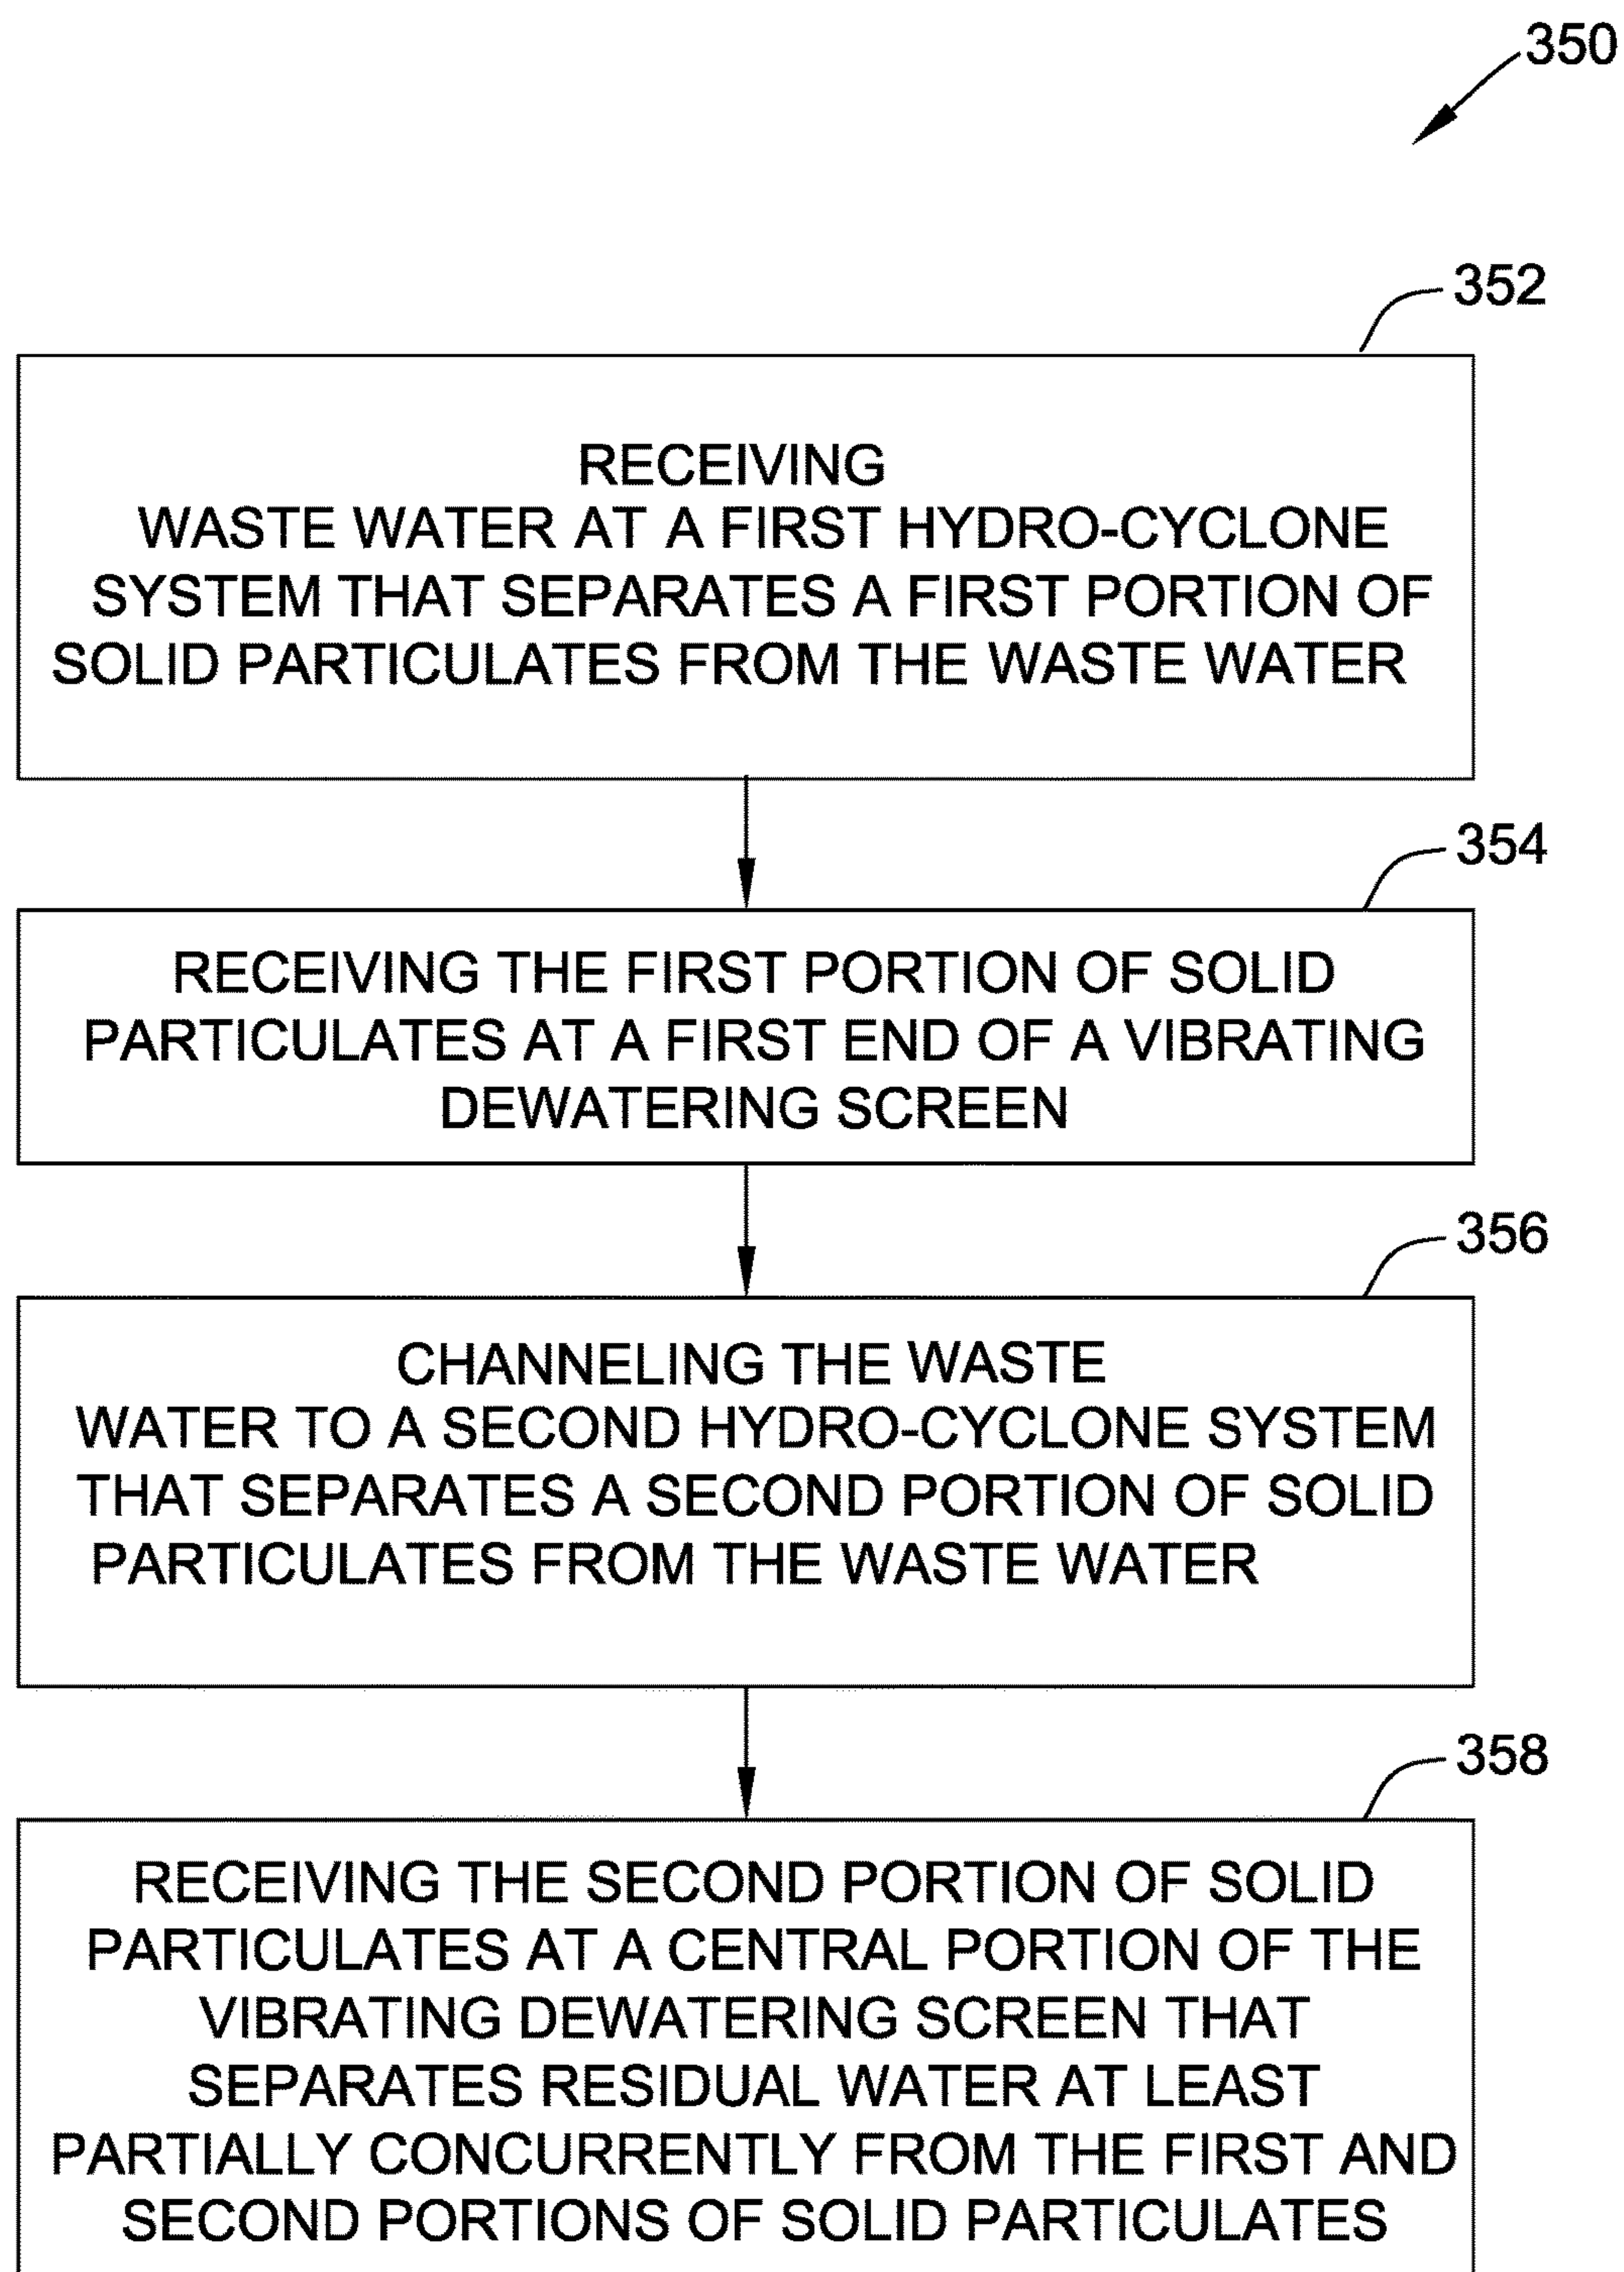 350
352
RECEIVING
WASTE WATER AT A FIRST HYDRO-CYCLONE
SYSTEM THAT SEPARATES A FIRST PORTION OF
SOLID PARTICULATES FROM THE WASTE WATER
354
RECEIVING THE FIRST PORTION OF SOLID
PARTICULATES AT A FIRST END OF A VIBRATING
DEWATERING SCREEN
356
CHANNELING THE WASTE
WATER TO A SECOND HYDRO-CYCLONE SYSTEM
THAT SEPARATES A SECOND PORTION OF SOLID
PARTICULATES FROM THE WASTE WATER
358
RECEIVING THE SECOND PORTION OF SOLID
PARTICULATES AT A CENTRAL PORTION OF THE
VIBRATING DEWATERING SCREEN THAT
SEPARATES RESIDUAL WATER AT LEAST
PARTIALLY CONCURRENTLY FROM THE FIRST AND
SECOND PORTIONS OF SOLID PARTICULATES